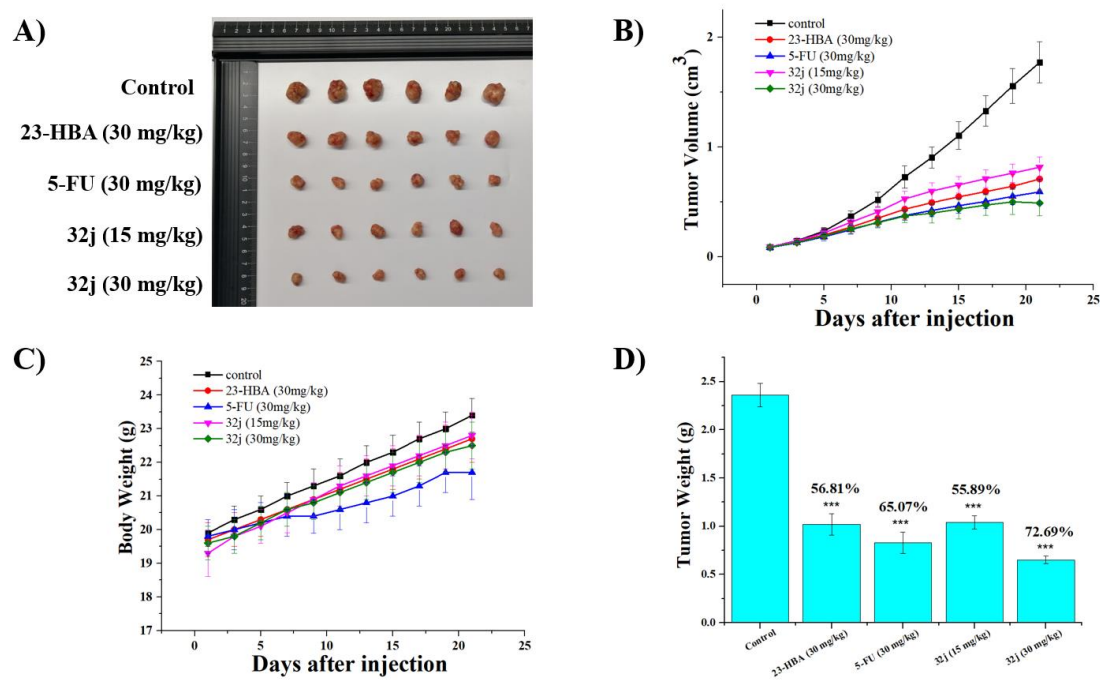 A)
Control
23-HBA (30 mg/kg)
5-FU (30 mg/kg)
32j (15 mg/kg)
32j (30 mg/kg)
B)
control
23-HBA (30mg/kg)
5-FU (30mg/kg)
32j (15mg/kg)
32j (30mg/kg)
Tumor Volume (cm3)
2
1
0
0 5 10 15 20 25
Days after injection
C)
control
23-HBA (30mg/kg)
5-FU (30mg/kg)
32j (15mg/kg)
32j (30mg/kg)
Body Weight (g)
25
24
23
22
21
20
19
18
17
0 5 10 15 20 25
Days after injection
D)
Tumor Weight (g)
2.5
2.0
1.5
1.0
0.5
0.0
56.81%
***
65.07%
***
55.89%
***
72.69%
***
Control
23-HBA (30 mg/kg)
5-FU (30 mg/kg)
32j (15 mg/kg)
32j (30 mg/kg)